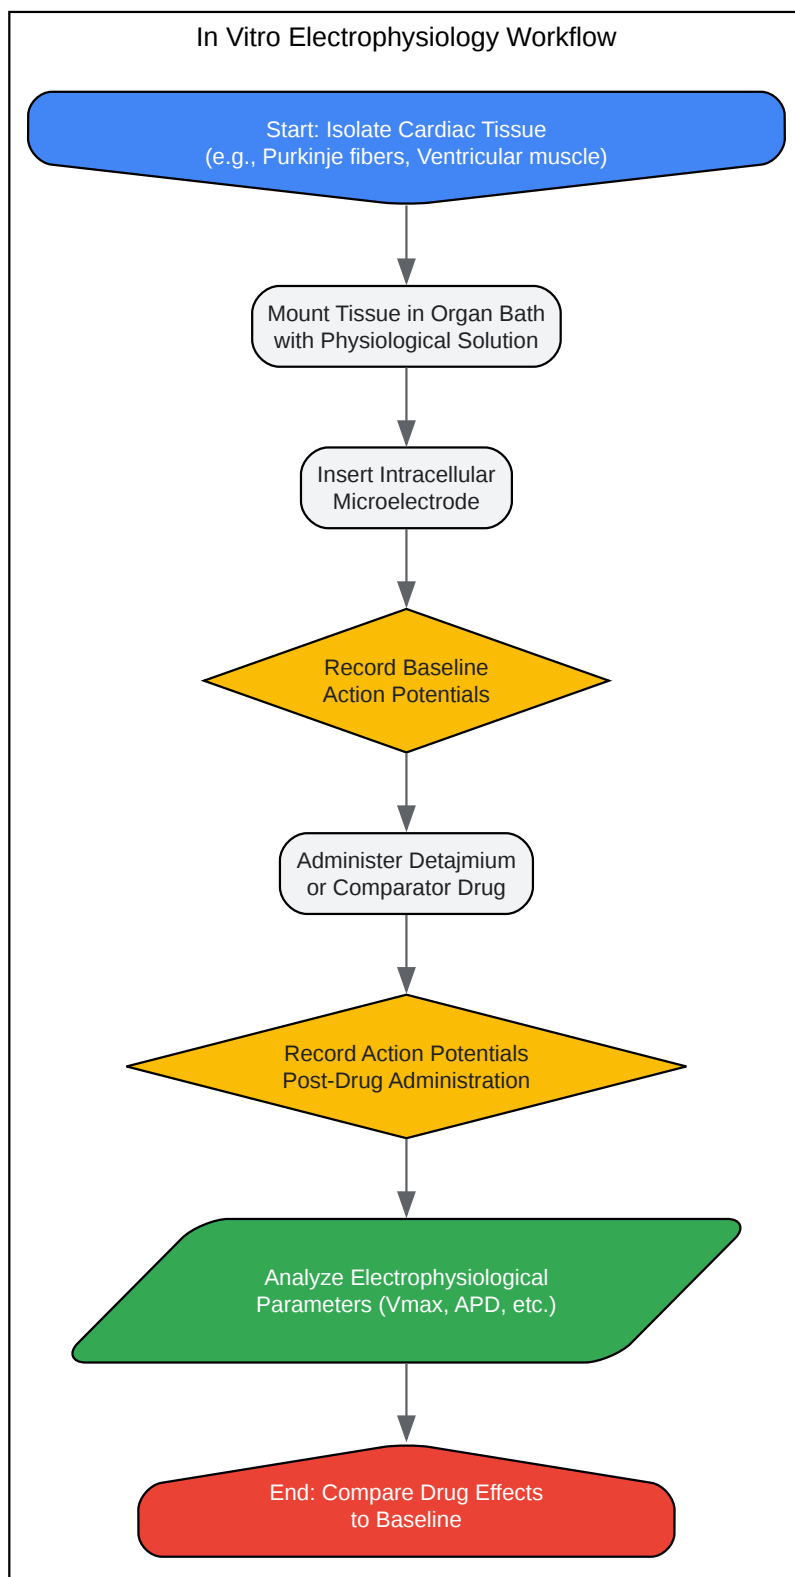 In Vitro Electrophysiology Workflow
Start: Isolate Cardiac Tissue
(e.g., Purkinje fibers, Ventricular muscle)
Mount Tissue in Organ Bath
with Physiological Solution
Insert Intracellular
Microelectrode
Record Baseline
Action Potentials
Administer Detajmium
or Comparator Drug
Record Action Potentials
Post-Drug Administration
Analyze Electrophysiological
Parameters (Vmax, APD, etc.)
End: Compare Drug Effects
to Baseline